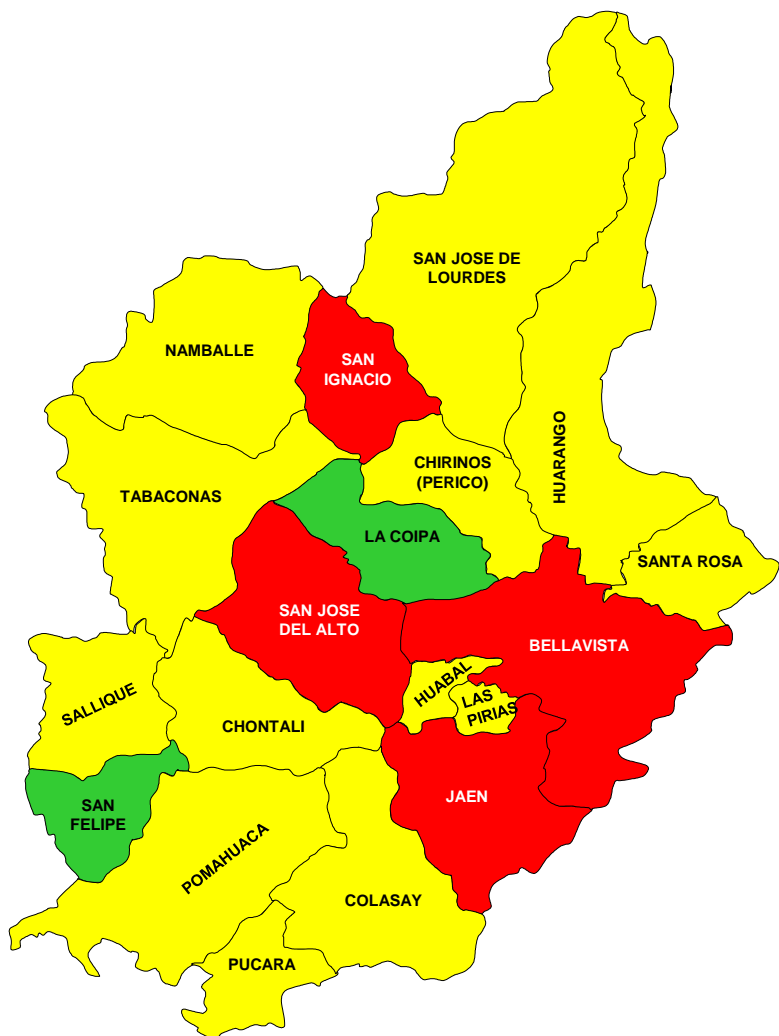 SAN JOSE DE
LOURDES
NAMBALLE
SAN
IGNACIO
HUARANGO
CHIRINOS
(PERICO)
TABACONAS
LA COIPA
SANTA ROSA
SAN JOSE
DEL ALTO
BELLAVISTA
HUABAL
LAS
PIRIAS
SALLIQUE
CHONTALI
JAEN
SAN
FELIPE
POMAHUACA
COLASAY
PUCARA